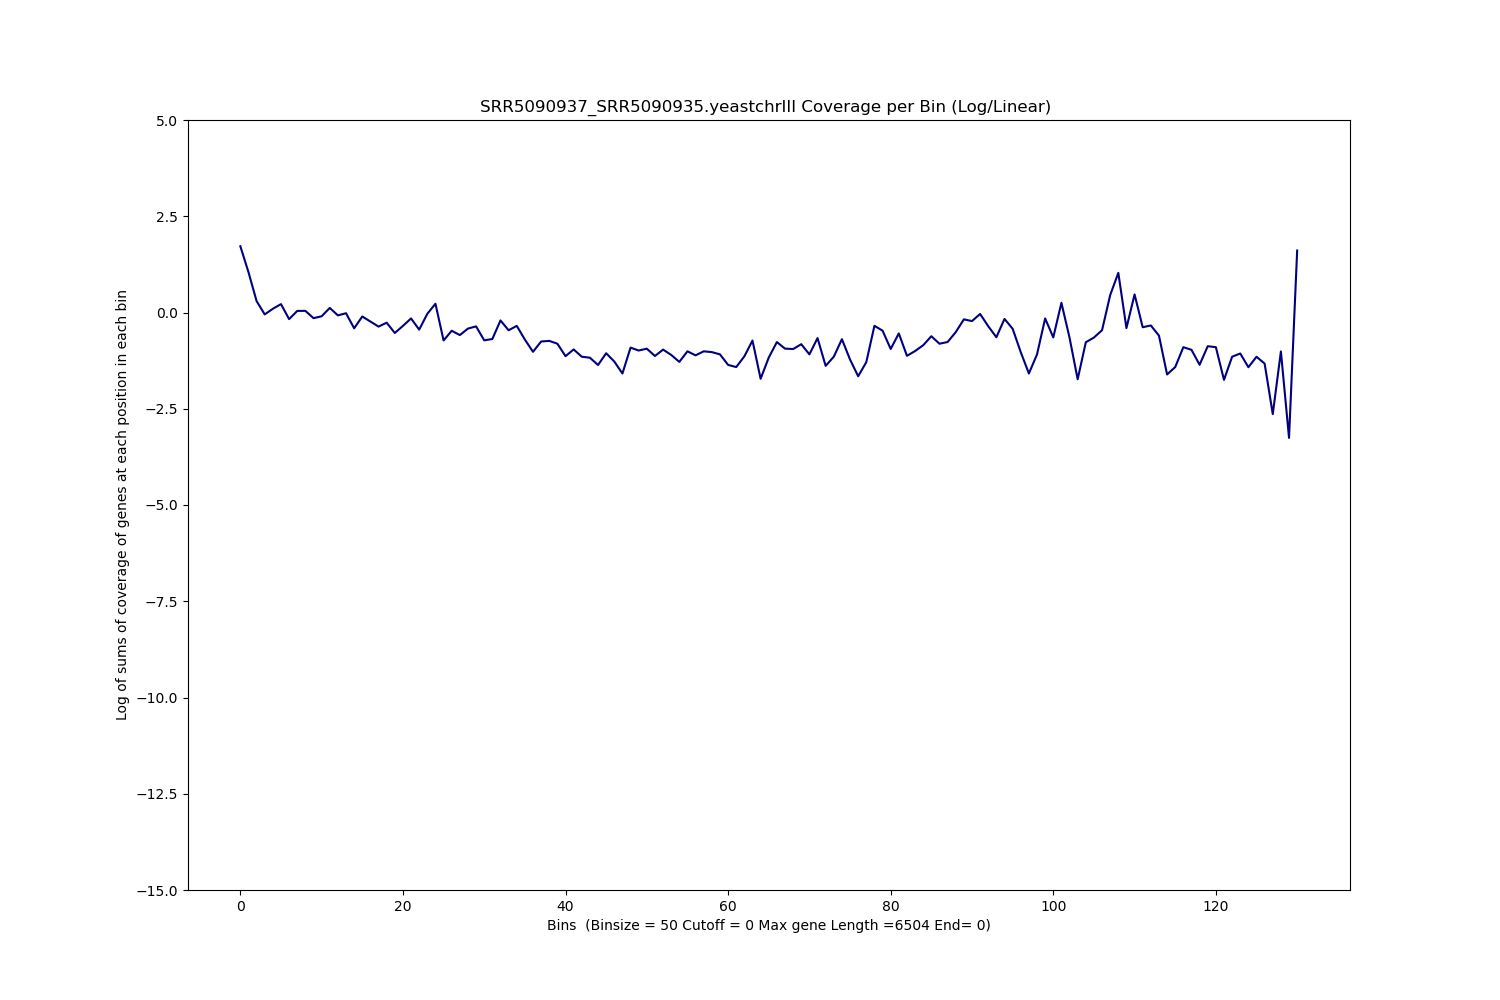 SRR5090937_SRR5090935.yeastchrIII Coverage per Bin (Log/Linear)
5.0
2.5
0.0
−2.5
−5.0
−7.5
−10.0
−12.5
−15.0
Log of sums of coverage of genes at each position in each bin
0 20 40 60 80 100 120
Bins  (Binsize = 50 Cutoff = 0 Max gene Length =6504 End= 0)